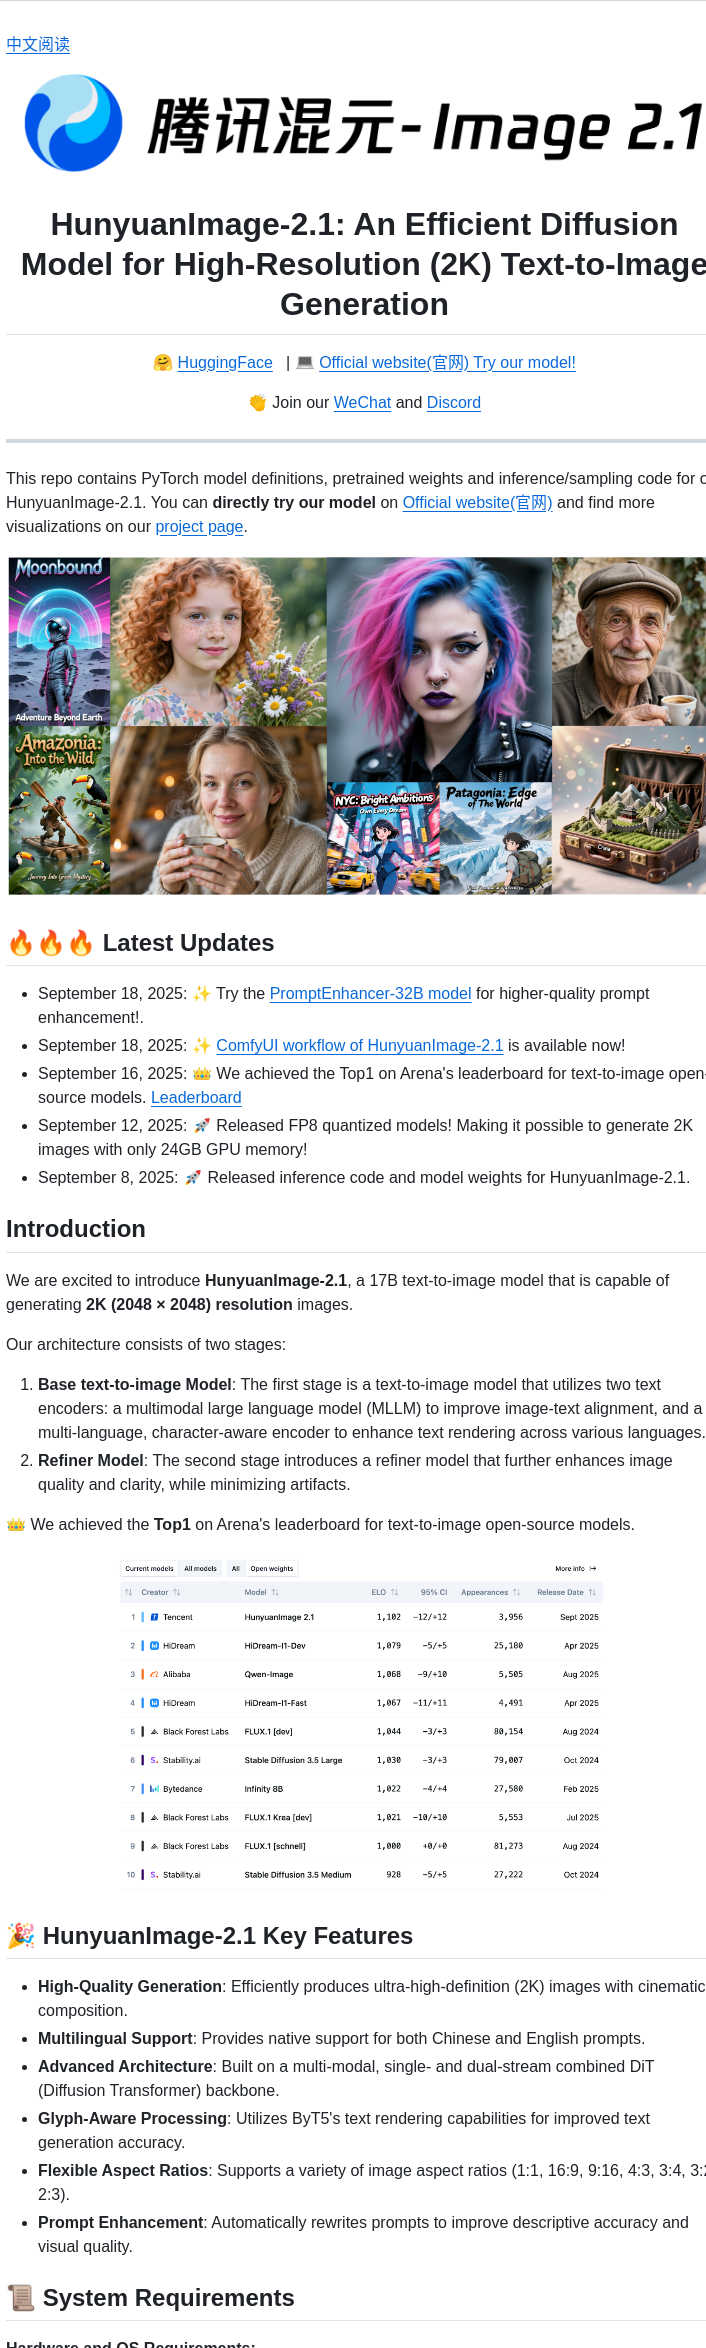 中文阅读
腾讯混元-Image 2.1
HunyuanImage-2.1: An Efficient Diffusion
Model for High-Resolution (2K) Text-to-Image
Generation
HuggingFace | Official website(官网) Try our model!
Join our WeChat and Discord
This repo contains PyTorch model definitions, pretrained weights and inference/sampling code for
HunyuanImage-2.1. You can directly try our model on Official website(官网) and find more
visualizations on our project page.
Moonbound
Adventure Beyond Earth
Amazonia:
Into the Wild
Journey Into Green Mystery
NYC: Bright Ambitions
Own Every Dream
Patagonia: Edge
of The World
🔥🔥🔥 Latest Updates
September 18, 2025: ✨ Try the PromptEnhancer-32B model for higher-quality prompt
enhancement!.
September 18, 2025: ✨ ComfyUI workflow of HunyuanImage-2.1 is available now!
September 16, 2025: 👑 We achieved the Top1 on Arena's leaderboard for text-to-image open-
source models. Leaderboard
September 12, 2025: 🚀 Released FP8 quantized models! Making it possible to generate 2K
images with only 24GB GPU memory!
September 8, 2025: 🚀 Released inference code and model weights for HunyuanImage-2.1.
Introduction
We are excited to introduce HunyuanImage-2.1, a 17B text-to-image model that is capable of
generating 2K (2048 × 2048) resolution images.
Our architecture consists of two stages:
1. Base text-to-image Model: The first stage is a text-to-image model that utilizes two text
encoders: a multimodal large language model (MLLM) to improve image-text alignment, and a
multi-language, character-aware encoder to enhance text rendering across various languages.
2. Refiner Model: The second stage introduces a refiner model that further enhances image
quality and clarity, while minimizing artifacts.
👑 We achieved the Top1 on Arena's leaderboard for text-to-image open-source models.
Current models All models All Open weights More info
Creator Model ELO 95% CI Appearances Release Date
1 Tencent HunyuanImage 2.1 1,102 -12/+12 3,956 Sept 2025
2 HiDream HiDream-I1-Dev 1,079 -5/+5 25,180 Apr 2025
3 Alibaba Qwen-Image 1,068 -9/+10 5,505 Aug 2025
4 HiDream HiDream-I1-Fast 1,067 -11/+11 4,491 Apr 2025
5 Black Forest Labs FLUX.1 [dev] 1,044 -3/+3 80,154 Aug 2024
6 Stability.ai Stable Diffusion 3.5 Large 1,030 -3/+3 79,007 Oct 2024
7 Bytedance Infinity 8B 1,022 -4/+4 27,580 Feb 2025
8 Black Forest Labs FLUX.1 Krea [dev] 1,021 -10/+10 5,553 Jul 2025
9 Black Forest Labs FLUX.1 [schnell] 1,000 +0/+0 81,273 Aug 2024
10 Stability.ai Stable Diffusion 3.5 Medium 928 -5/+5 27,222 Oct 2024
🎉 HunyuanImage-2.1 Key Features
High-Quality Generation: Efficiently produces ultra-high-definition (2K) images with cinematic
composition.
Multilingual Support: Provides native support for both Chinese and English prompts.
Advanced Architecture: Built on a multi-modal, single- and dual-stream combined DiT
(Diffusion Transformer) backbone.
Glyph-Aware Processing: Utilizes ByT5's text rendering capabilities for improved text
generation accuracy.
Flexible Aspect Ratios: Supports a variety of image aspect ratios (1:1, 16:9, 9:16, 4:3, 3:4, 3:2
2:3).
Prompt Enhancement: Automatically rewrites prompts to improve descriptive accuracy and
visual quality.
📜 System Requirements
Hardware and OS Requirements: